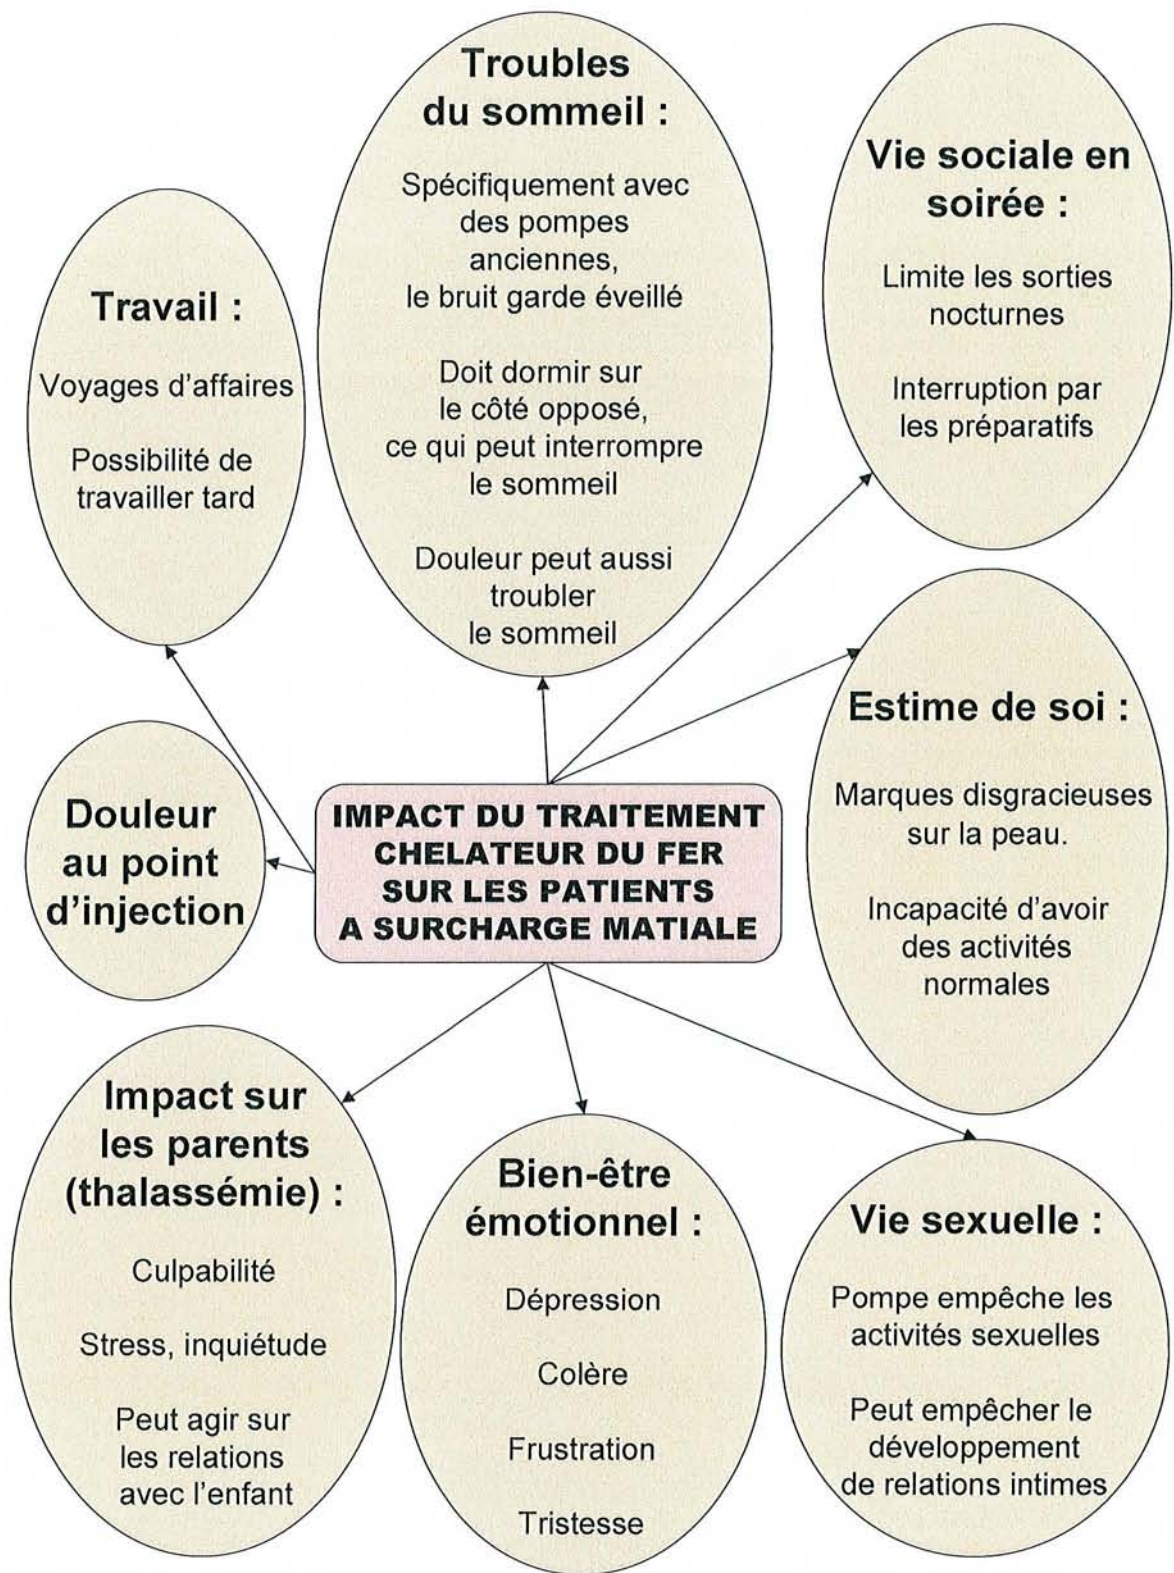 Troubles
du sommeil :
Spécifiquement avec
des pompes
anciennes,
le bruit garde éveillé
Doit dormir sur
le côté opposé,
ce qui peut interrompre
le sommeil
Douleur peut aussi
troubler
le sommeil
Vie sociale en
soirée :
Limite les sorties
nocturnes
Interruption par
les préparatifs
Travail :
Voyages d'affaires
Possibilité de
travailler tard
Estime de soi :
Marques disgracieuses
sur la peau.
Incapacité d'avoir
des activités
normales
Douleur
au point
d'injection
IMPACT DU TRAITEMENT
CHELATEUR DU FER
SUR LES PATIENTS
A SURCHARGE MATIALE
Impact sur
les parents
(thalassémie) :
Culpabilité
Stress, inquiétude
Peut agir sur
les relations
avec l'enfant
Bien-être
émotionnel :
Dépression
Colère
Frustration
Tristesse
Vie sexuelle :
Pompe empêche les
activités sexuelles
Peut empêcher le
développement
de relations intimes